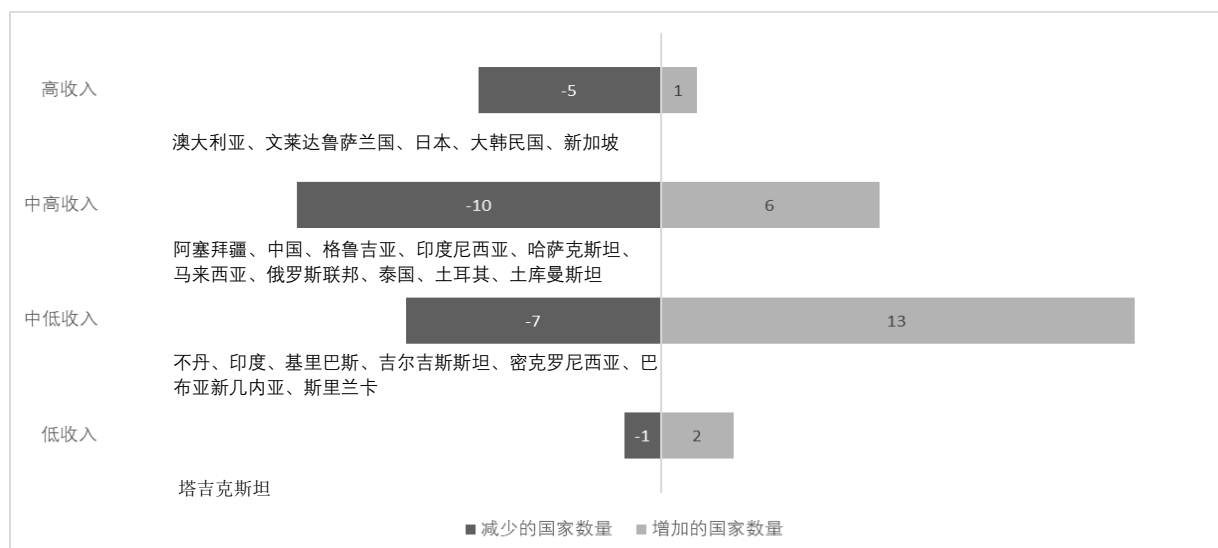 高收入
-5
1
澳大利亚、文莱达鲁萨兰国、日本、大韩民国、新加坡
中高收入
-10
6
阿塞拜疆、中国、格鲁吉亚、印度尼西亚、哈萨克斯坦、
马来西亚、俄罗斯联邦、泰国、土耳其、土库曼斯坦
中低收入
-7
13
不丹、印度、基里巴斯、吉尔吉斯斯坦、密克罗尼西亚、巴
布亚新几内亚、斯里兰卡
低收入
-1
2
塔吉克斯坦
减少的国家数量 增加的国家数量